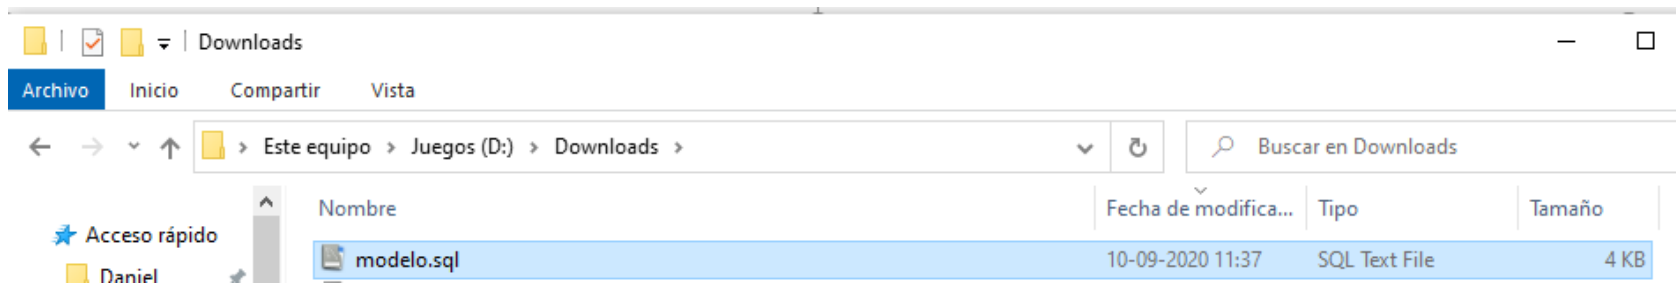 Downloads
Archivo Inicio Compartir Vista
Este equipo > Juegos (D:) > Downloads > Buscar en Downloads
Nombre Fecha de modifica... Tipo Tamaño
Acceso rápido
modelo.sql 10-09-2020 11:37 SQL Text File 4 KB
Daniel